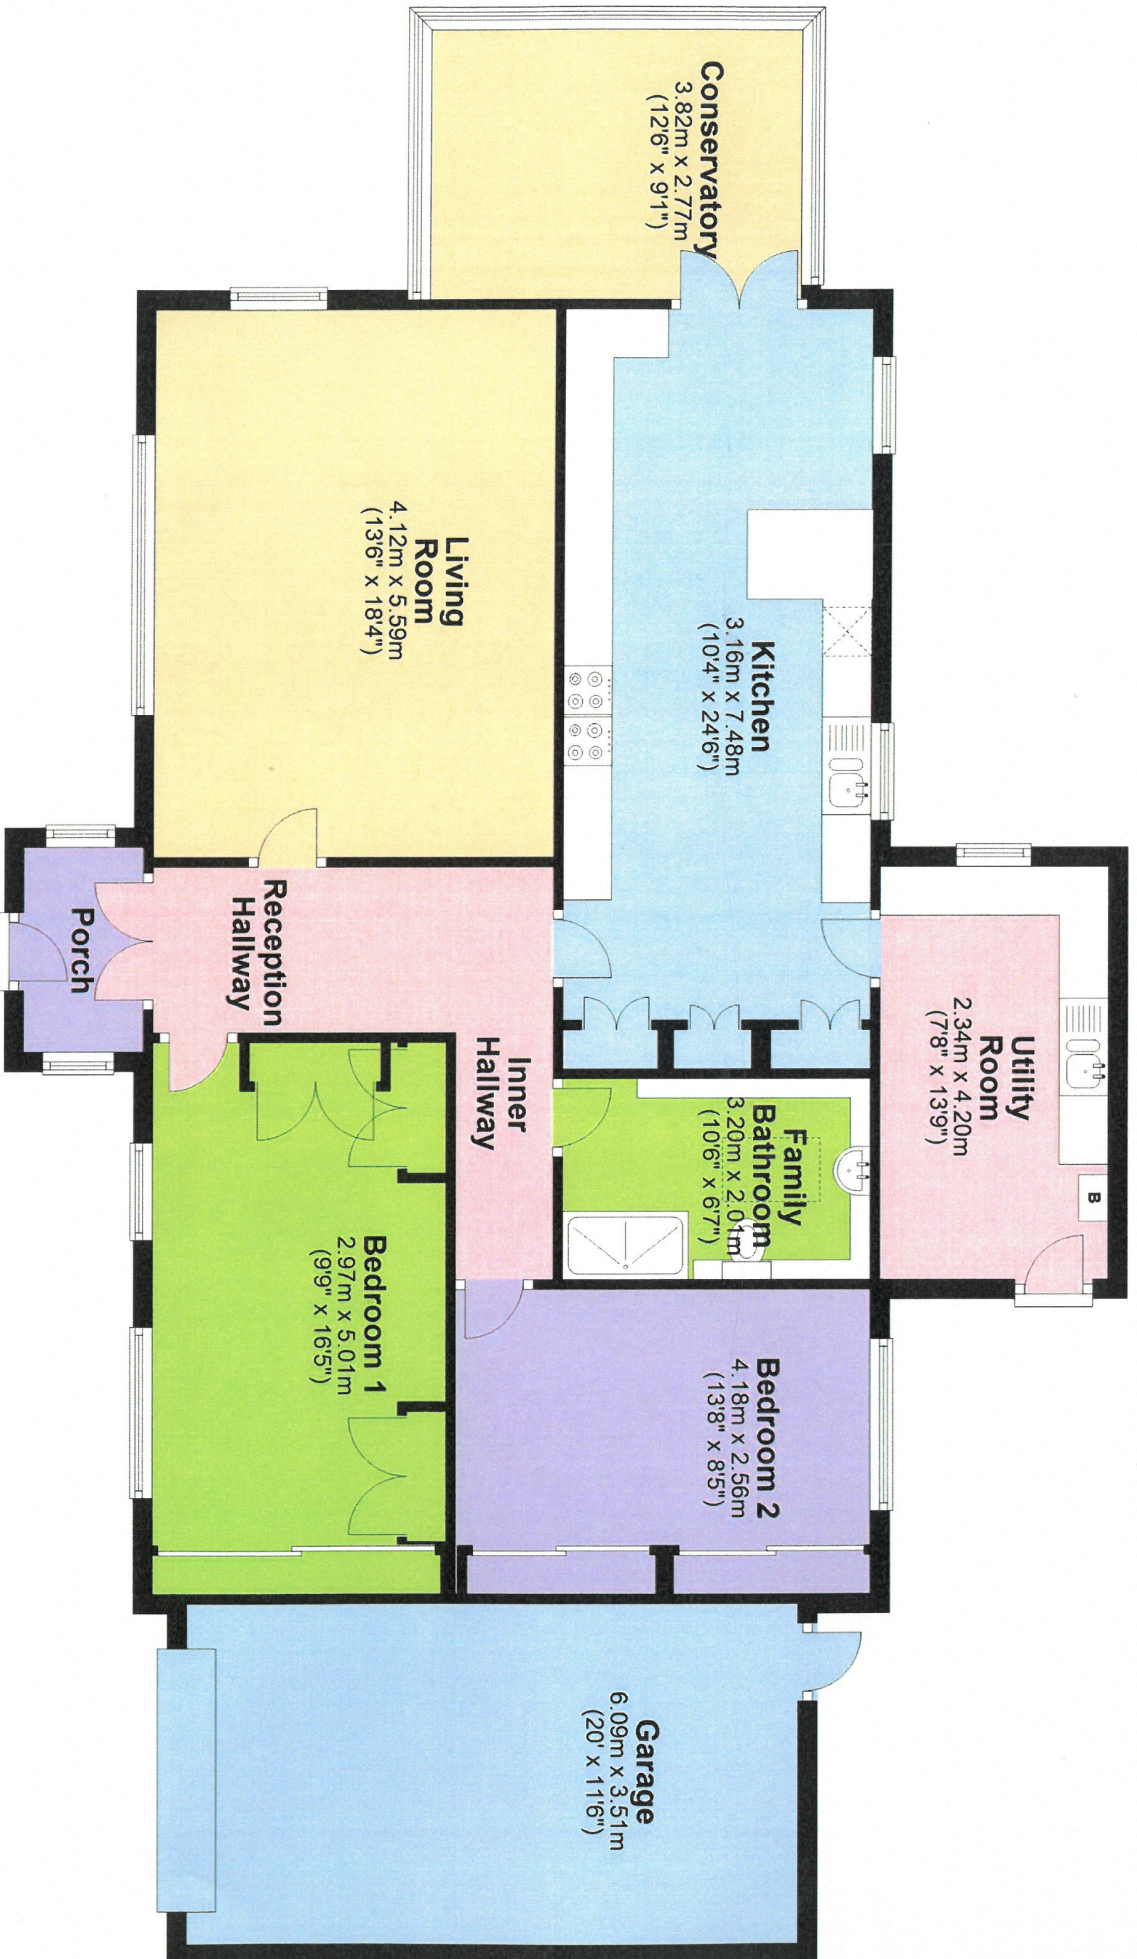 Conservatory
3.82m x 2.77m
(12'6" x 9'1")
Kitchen
3.16m x 7.48m
(10'4" x 24'6")
Utility
Room
2.34m x 4.20m
(7'8" x 13'9")
B
Living
Room
4.12m x 5.59m
(13'6" x 18'4")
Reception
Hallway
Porch
Inner
Hallway
Family
Bathroom
3.20m x 2.01m
(10'6" x 6'7")
Bedroom 1
2.97m x 5.01m
(9'9" x 16'5")
Bedroom 2
4.18m x 2.56m
(13'8" x 8'5")
Garage
6.09m x 3.51m
(20' x 11'6")